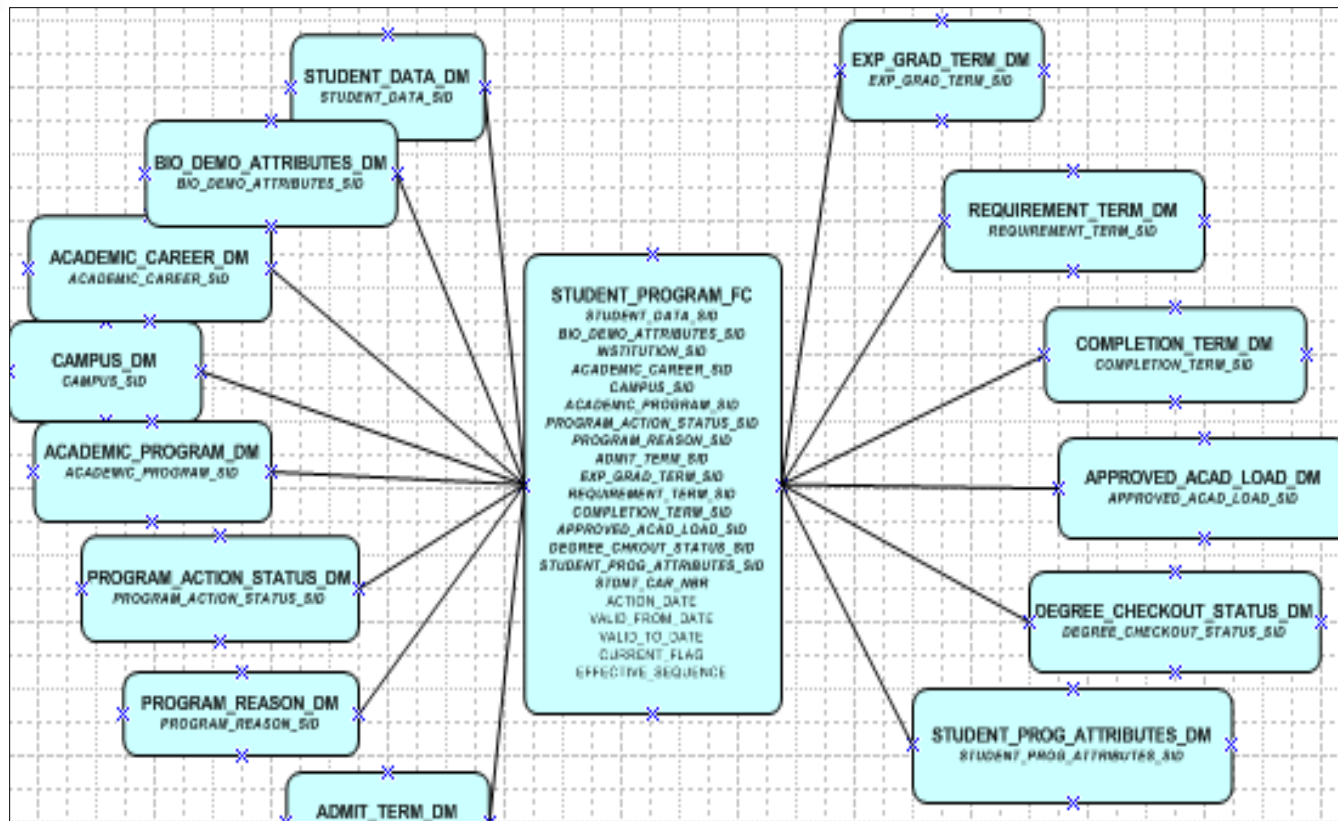 STUDENT_DATA_DM
STUDENT_DATA_SID
BIO_DEMO_ATTRIBUTES_DM
BIO_DEMO_ATTRIBUTES_SID
ACADEMIC_CAREER_DM
ACADEMIC_CAREER_SID
CAMPUS_DM
CAMPUS_SID
ACADEMIC_PROGRAM_DM
ACADEMIC_PROGRAM_SID
PROGRAM_ACTION_STATUS_DM
PROGRAM_ACTION_STATUS_SID
PROGRAM_REASON_DM
PROGRAM_REASON_SID
ADMIT_TERM_DM
STUDENT_PROGRAM_FC
STUDENT_DATA_SID
BIO_DEMO_ATTRIBUTES_SID
INSTITUTION_SID
ACADEMIC_CAREER_SID
CAMPUS_SID
ACADEMIC_PROGRAM_SID
PROGRAM_ACTION_STATUS_SID
PROGRAM_REASON_SID
ADMIT_TERM_SID
EXP_GRAD_TERM_SID
REQUIREMENT_TERM_SID
COMPLETION_TERM_SID
APPROVED_ACAD_LOAD_SID
DEGREE_CHKOUT_STATUS_SID
STUDENT_PROG_ATTRIBUTES_SID
STDNT_CAR_NBR
ACTION_DATE
VALID_FROM_DATE
VALID_TO_DATE
CURRENT_FLAG
EFFECTIVE_SEQUENCE
EXP_GRAD_TERM_DM
EXP_GRAD_TERM_SID
REQUIREMENT_TERM_DM
REQUIREMENT_TERM_SID
COMPLETION_TERM_DM
COMPLETION_TERM_SID
APPROVED_ACAD_LOAD_DM
APPROVED_ACAD_LOAD_SID
DEGREE_CHECKOUT_STATUS_DM
DEGREE_CHECKOUT_STATUS_SID
STUDENT_PROG_ATTRIBUTES_DM
STUDENT_PROG_ATTRIBUTES_SID